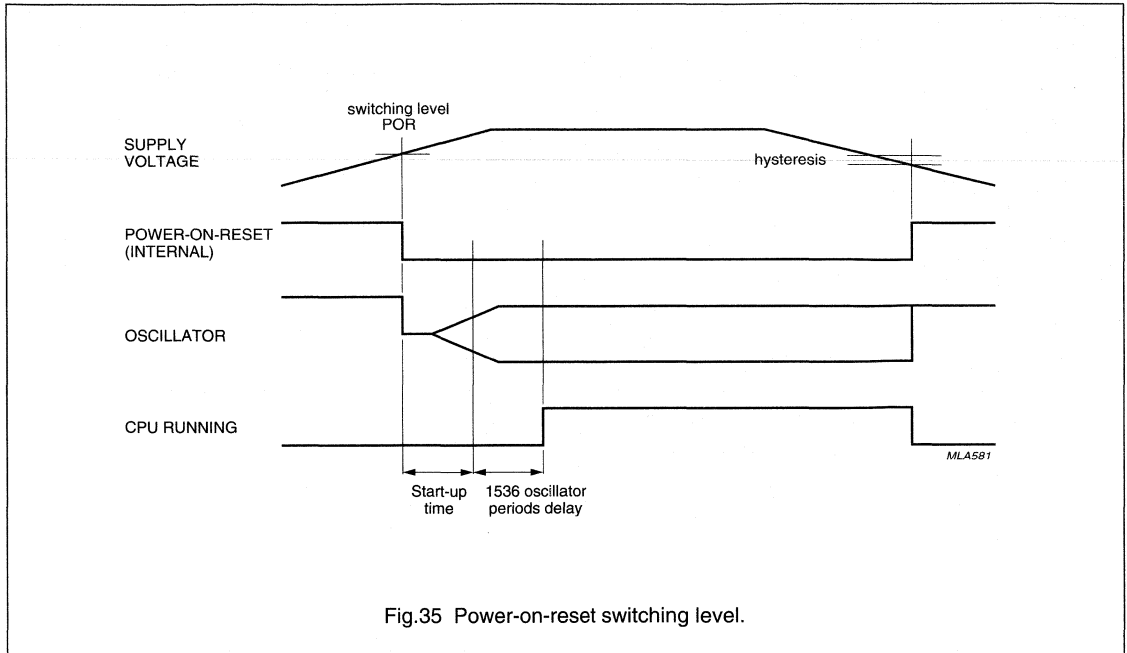 switching level
POR
SUPPLY
VOLTAGE
hysteresis
POWER-ON-RESET
(INTERNAL)
OSCILLATOR
CPU RUNNING
MLA581
Start-up
time
1536 oscillator
periods delay
Fig.35 Power-on-reset switching level.